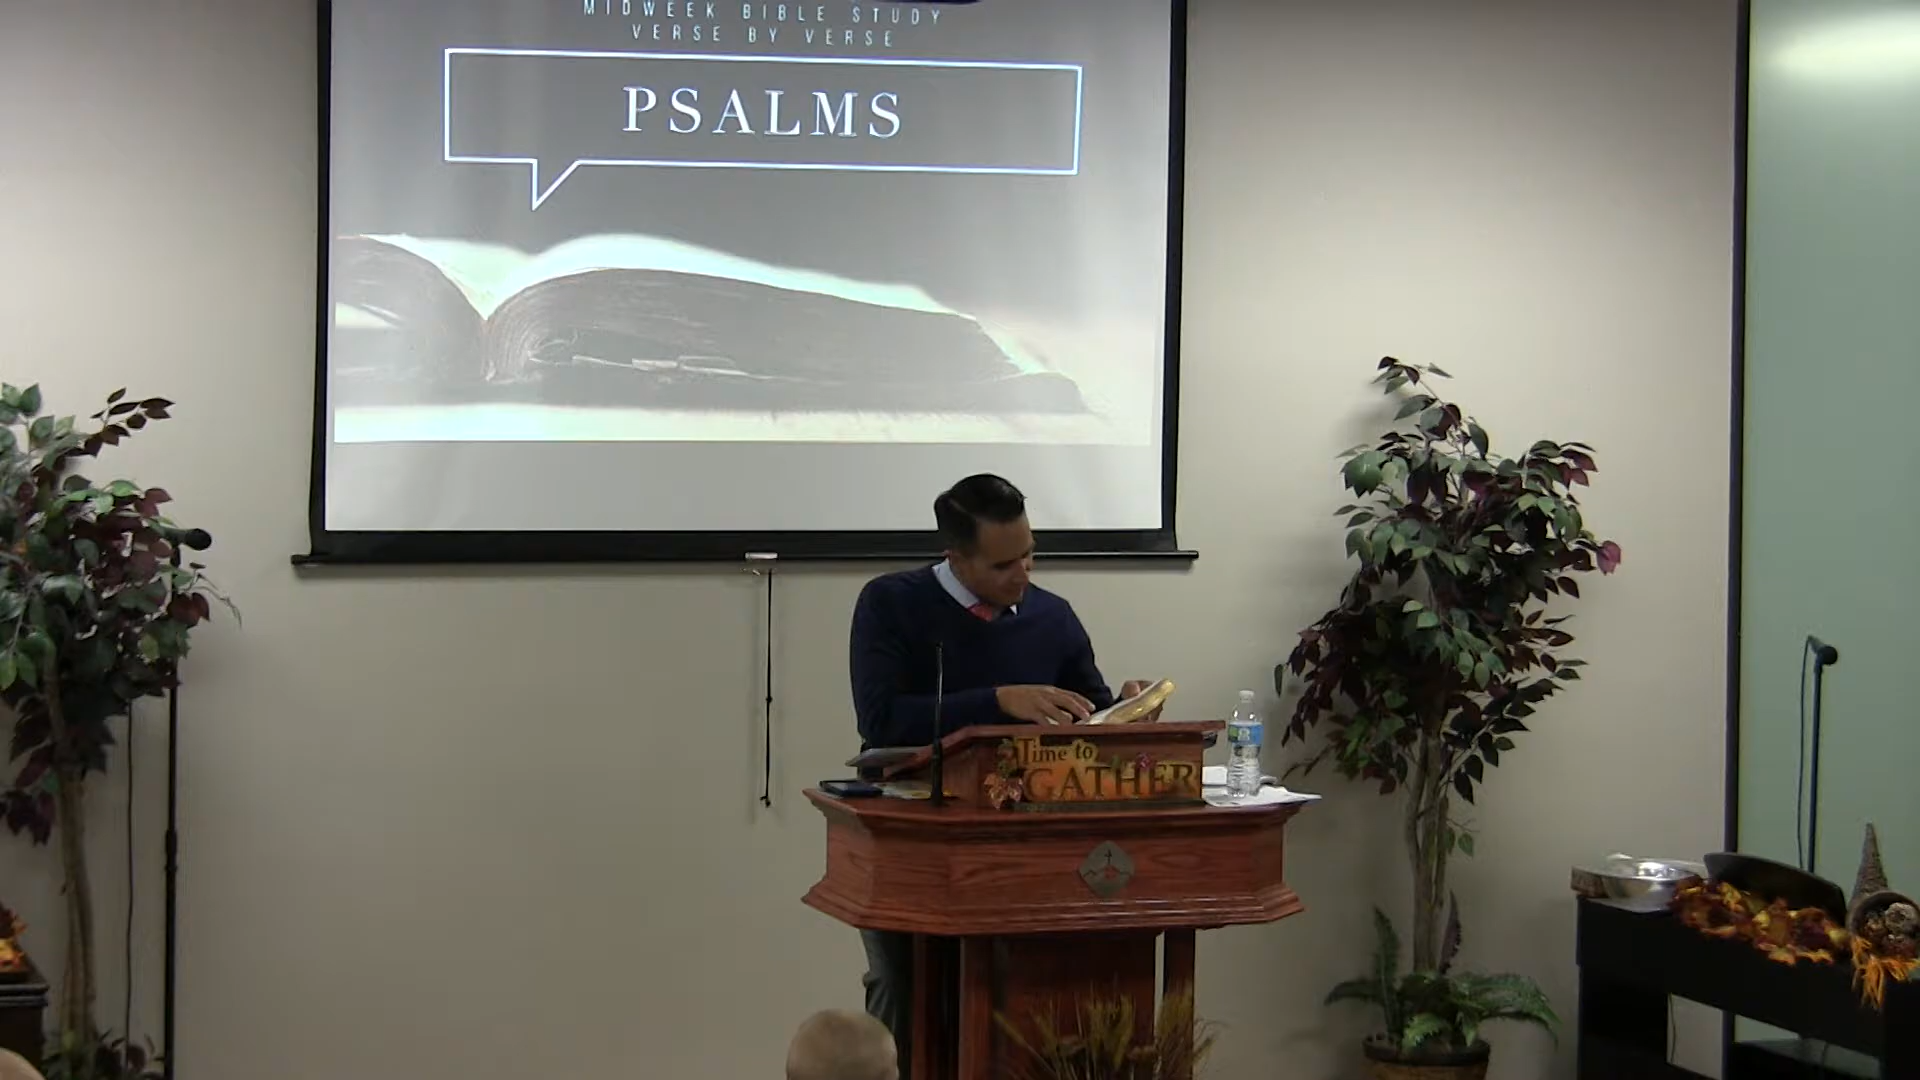 MIDWEEK BIBLE STUDY
VERSE BY VERSE
PSALMS
Time to
GATHER